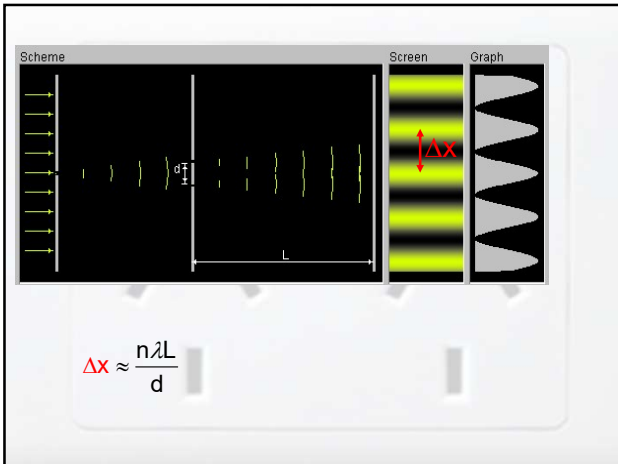 Scheme
Screen
Graph
d
Δx
L
Δx ≈ nλL
d